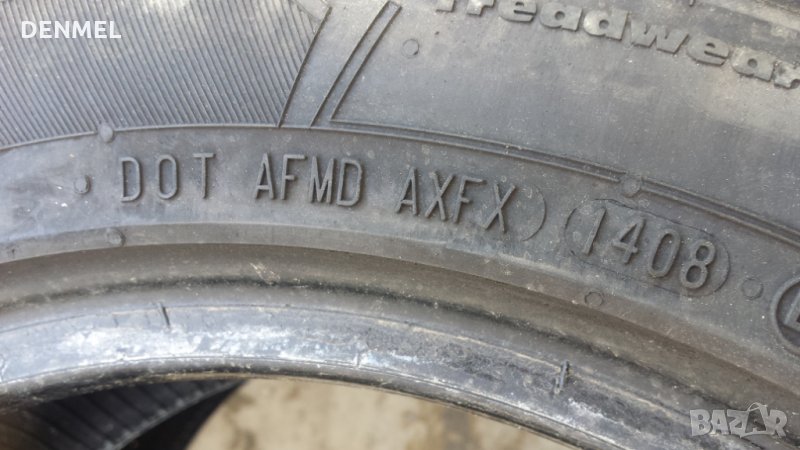 DENMEL
Treadwear
DOT AFMD AXFX 1408
BAZAR